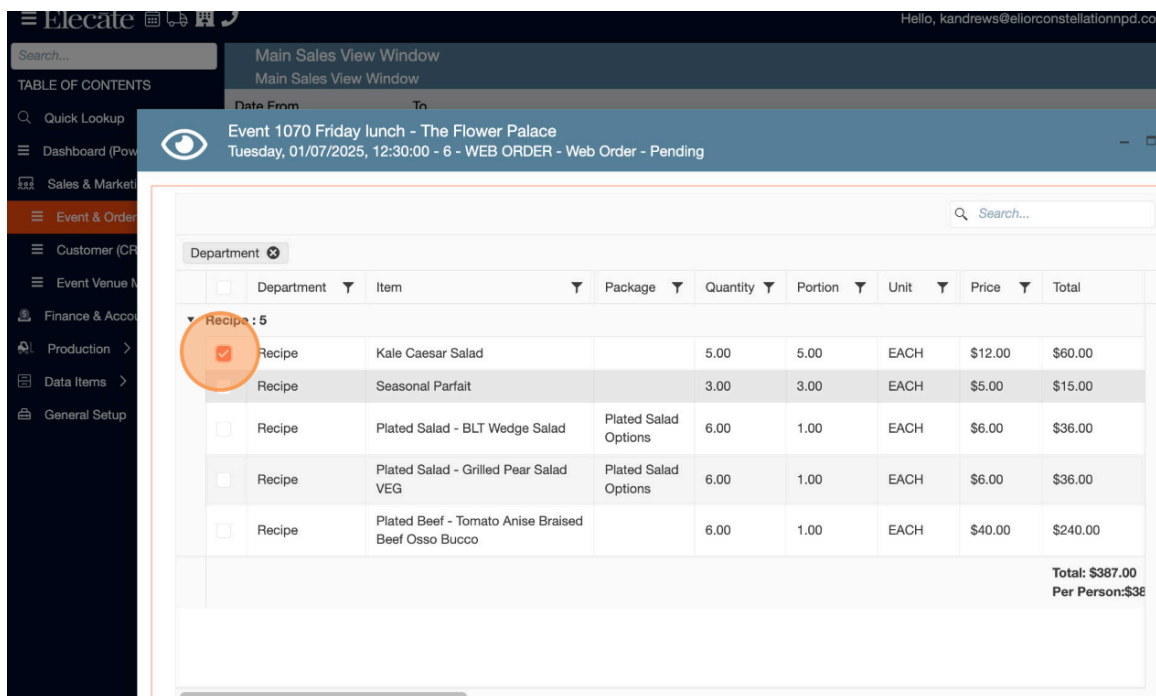 Elecāte
Hello, kandrews@eliorconstellationnpd.co
Search...
TABLE OF CONTENTS
Quick Lookup
Dashboard (Pow
Sales & Marketi
Event & Order
Customer (CR
Event Venue M
Finance & Accou
Production >
Data Items >
General Setup
Main Sales View Window
Main Sales View Window
Date From To
Event 1070 Friday lunch - The Flower Palace
Tuesday, 01/07/2025, 12:30:00 - 6 - WEB ORDER - Web Order - Pending
Search...
Department
Department Item Package Quantity Portion Unit Price Total
Recipe : 5
Recipe Kale Caesar Salad 5.00 5.00 EACH $12.00 $60.00
Recipe Seasonal Parfait 3.00 3.00 EACH $5.00 $15.00
Recipe Plated Salad - BLT Wedge Salad Plated Salad Options 6.00 1.00 EACH $6.00 $36.00
Recipe Plated Salad - Grilled Pear Salad VEG Plated Salad Options 6.00 1.00 EACH $6.00 $36.00
Recipe Plated Beef - Tomato Anise Braised Beef Osso Bucco 6.00 1.00 EACH $40.00 $240.00
Total: $387.00
Per Person:$38